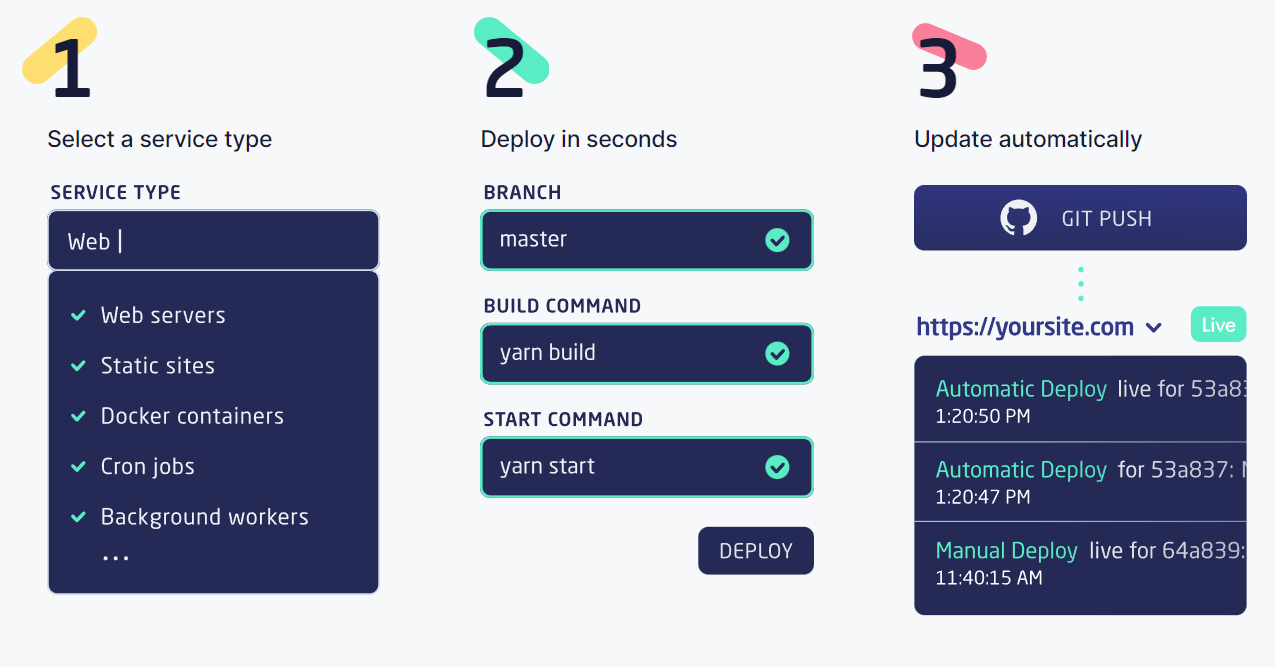 1
Select a service type
SERVICE TYPE
Web |
Web servers
Static sites
Docker containers
Cron jobs
Background workers
...
2
Deploy in seconds
BRANCH
master
BUILD COMMAND
yarn build
START COMMAND
yarn start
DEPLOY
3
Update automatically
GIT PUSH
https://yoursite.com
Live
Automatic Deploy live for 53a83
1:20:50 PM
Automatic Deploy for 53a837:
1:20:47 PM
Manual Deploy live for 64a839:
11:40:15 AM